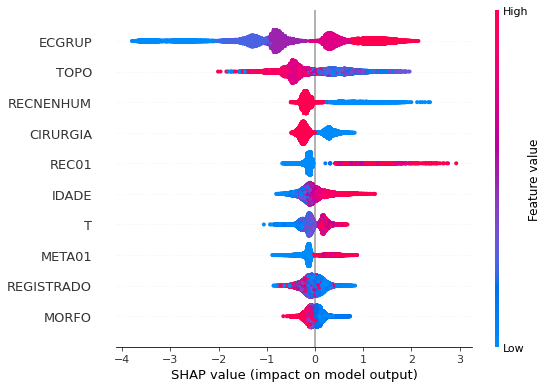 High
ECGRUP
TOPO
RECNENHUM
CIRURGIA
REC01
IDADE
T
META01
REGISTRADO
MORFO
Feature value
Low
−4 −3 −2 −1 0 1 2 3
SHAP value (impact on model output)